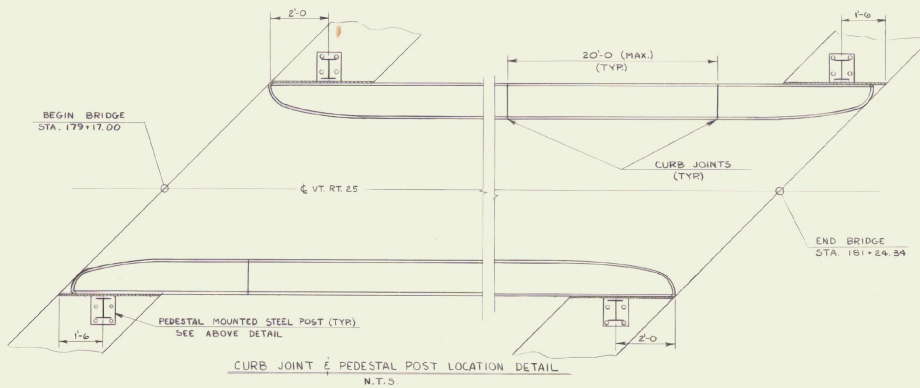 2'-0
1'-6
20'-0 (MAX.)
(TYP.)
BEGIN BRIDGE
STA. 179+17.00
CURB JOINTS
(TYP.)
℄ VT. RT. 25
END BRIDGE
STA. 181+24.34
PEDESTAL MOUNTED STEEL POST (TYP.)
SEE ABOVE DETAIL
1'-6
2'-0
CURB JOINT & PEDESTAL POST LOCATION DETAIL
N.T.S.